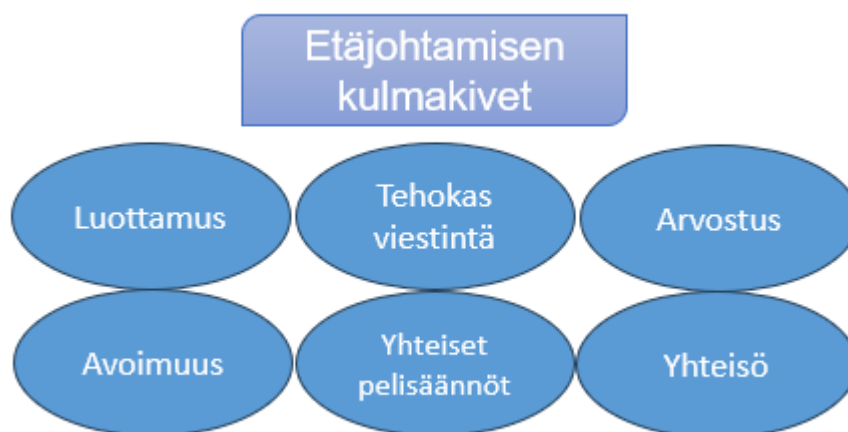 Etäjohtamisen
kulmakivet
Luottamus
Tehokas
viestintä
Arvostus
Avoimuus
Yhteiset
pelisäännöt
Yhteisö